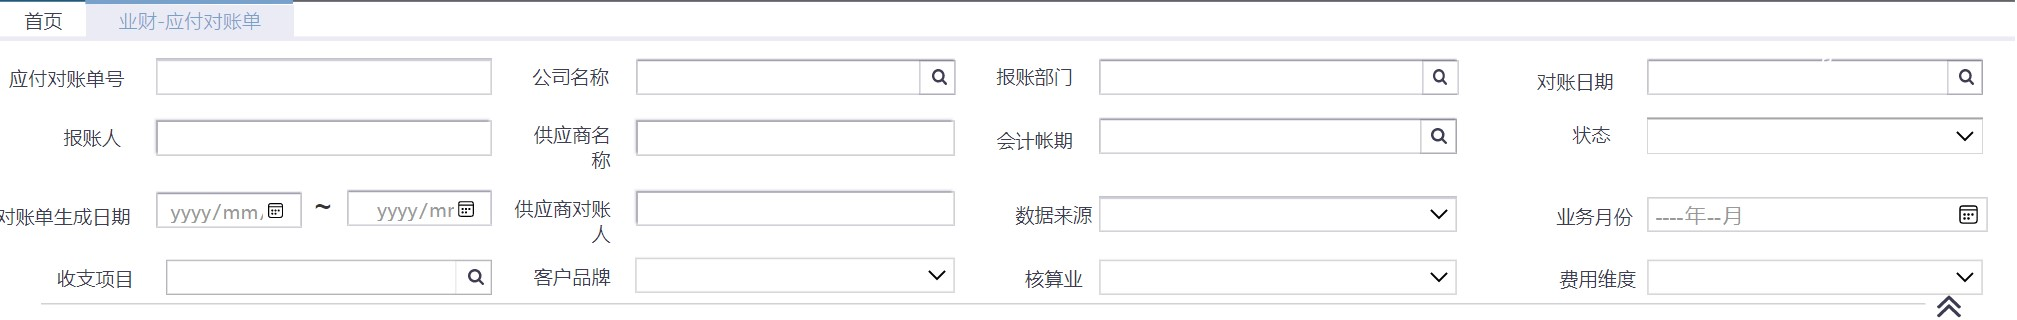 首页 业财-应付对账单
应付对账单号 公司名称 报账部门 对账日期
报账人 供应商名称 会计帐期 状态
对账单生成日期 yyyy/mm/ ~ yyyy/mr 供应商对账人 数据来源 业务月份 ----年--月
收支项目 客户品牌 核算业 费用维度